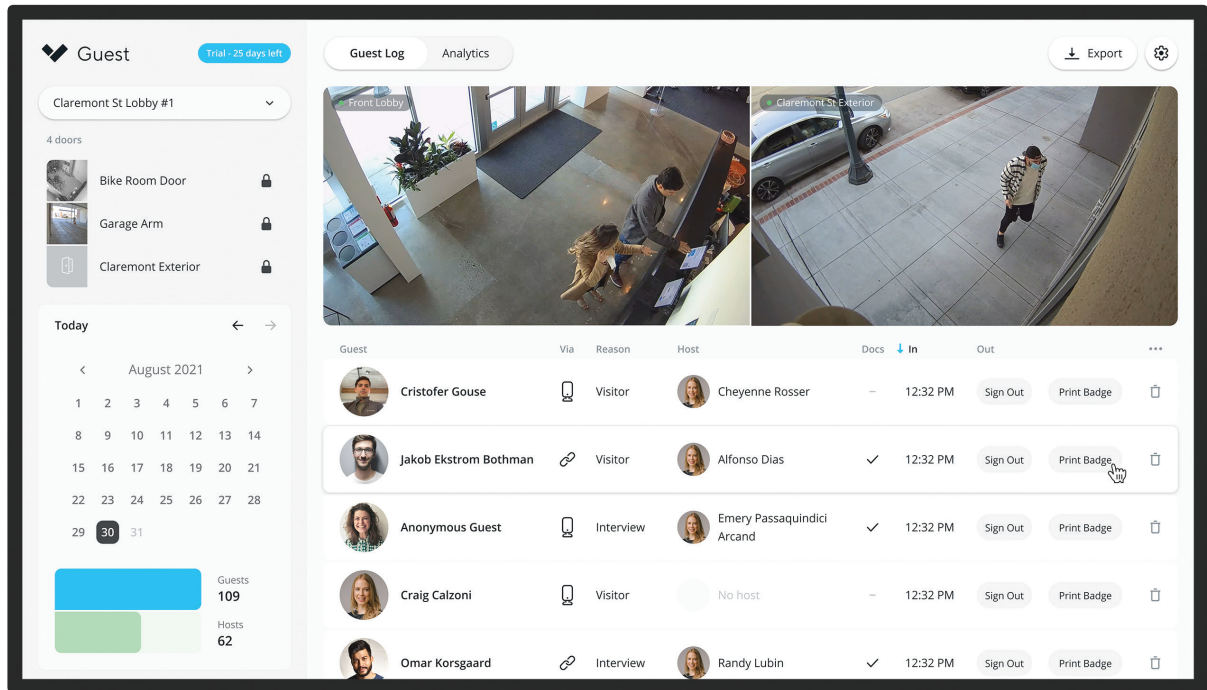 Guest
Trial - 25 days left
Claremont St Lobby #1
4 doors
Bike Room Door
Garage Arm
Claremont Exterior
Today
August 2021
1 2 3 4 5 6 7
8 9 10 11 12 13 14
15 16 17 18 19 20 21
22 23 24 25 26 27 28
29 30 31
Guests
109
Hosts
62
Guest Log Analytics
Export
Front Lobby
Claremont St Exterior
Guest Via Reason Host Docs In Out
Cristofer Gouse Visitor Cheyenne Rosser – 12:32 PM Sign Out Print Badge
Jakob Ekstrom Bothman Visitor Alfonso Dias 12:32 PM Sign Out Print Badge
Anonymous Guest Interview Emery Passaquindici
Arcand 12:32 PM Sign Out Print Badge
Craig Calzoni Visitor No host – 12:32 PM Sign Out Print Badge
Omar Korsgaard Interview Randy Lubin 12:32 PM Sign Out Print Badge